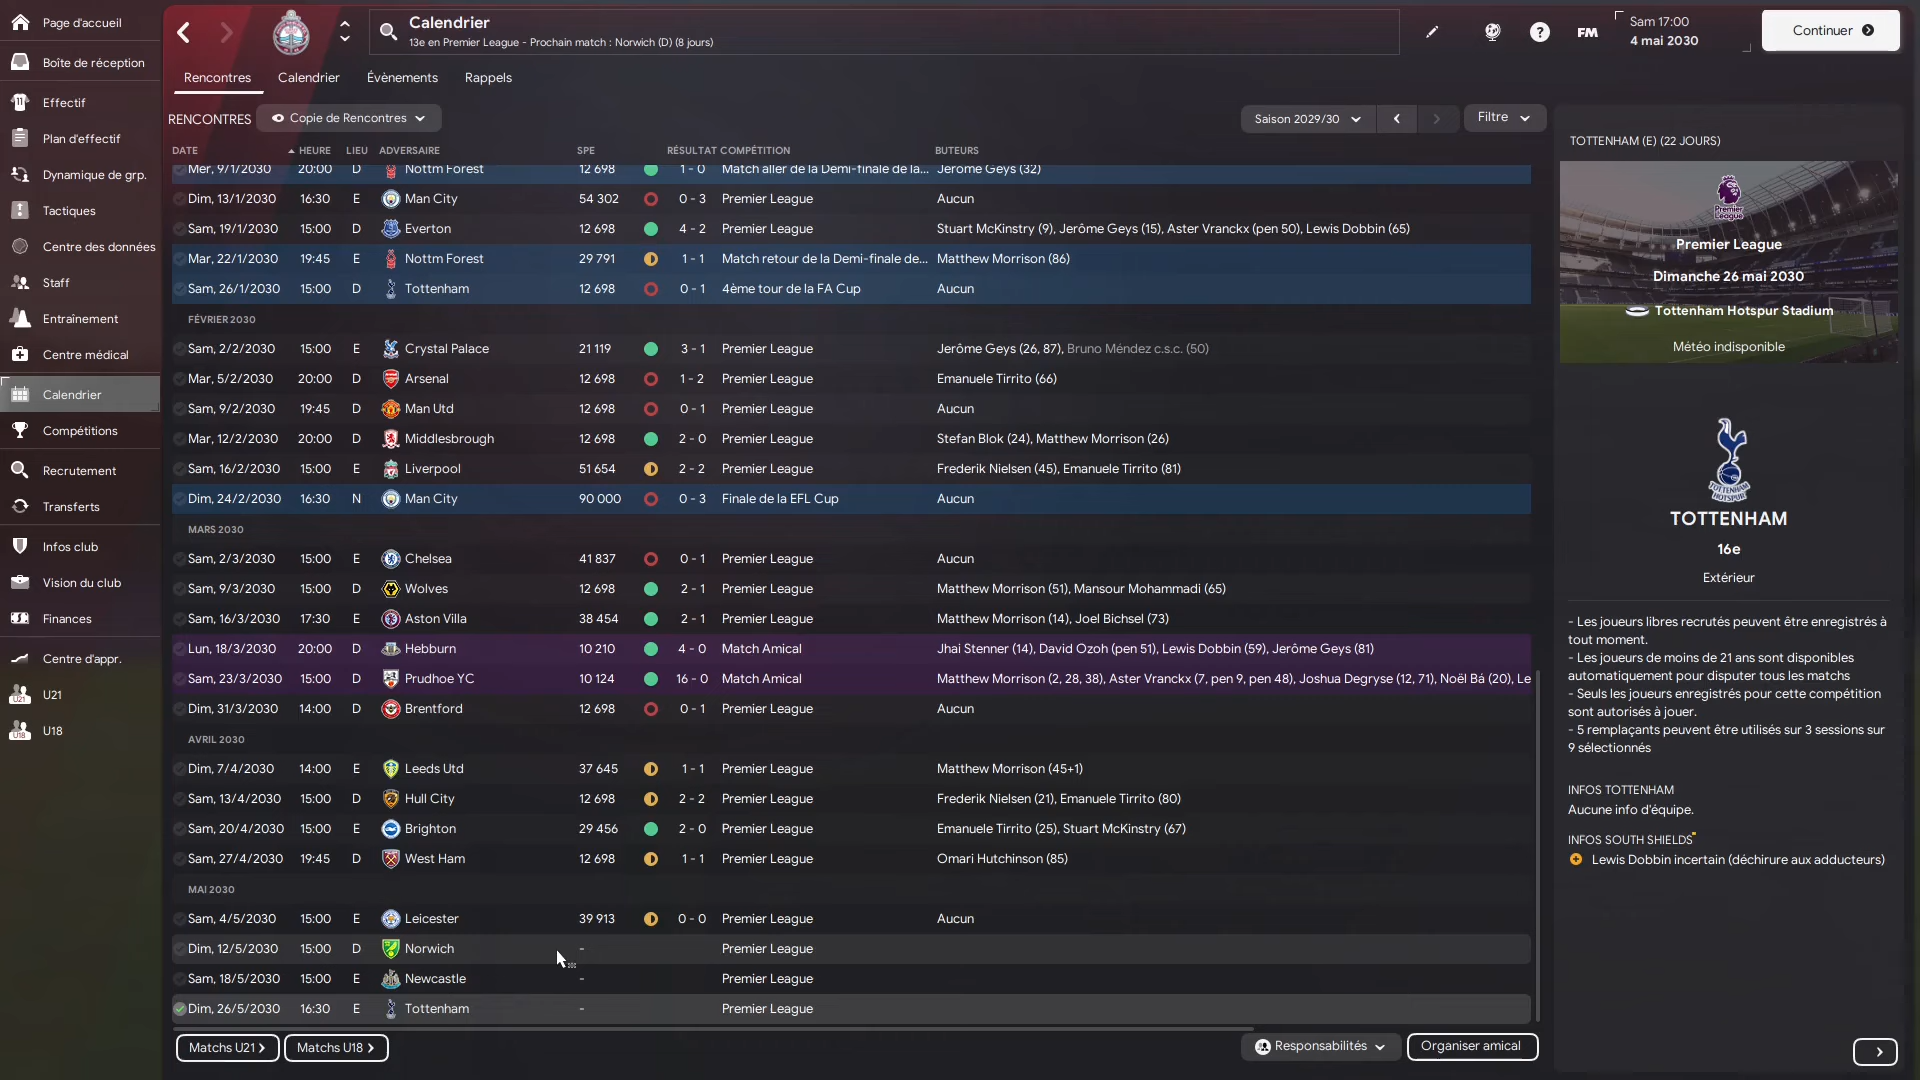 Page d'accueil
Boîte de réception
Effectif
Plan d'effectif
Dynamique de grp.
Tactiques
Centre des données
Staff
Entraînement
Centre médical
Calendrier
Compétitions
Recrutement
Transferts
Infos club
Vision du club
Finances
Centre d'appr.
U21
U18
Calendrier
13e en Premier League - Prochain match : Norwich (D) (8 jours)
FM
Sam 17:00
4 mai 2030
Continuer
Rencontres Calendrier Évènements Rappels
RENCONTRES Copie de Rencontres Saison 2029/30 Filtre
DATE HEURE LIEU ADVERSAIRE SPE RÉSULTAT COMPÉTITION BUTEURS
Mer, 9/1/2030 20:00 D Nottm Forest 12 698 1 - 0 Match aller de la Demi-finale de la... Jerôme Geys (32)
Dim, 13/1/2030 16:30 E Man City 54 302 0 - 3 Premier League Aucun
Sam, 19/1/2030 15:00 D Everton 12 698 4 - 2 Premier League Stuart McKinstry (9), Jerôme Geys (15), Aster Vranckx (pen 50), Lewis Dobbin (65)
Mar, 22/1/2030 19:45 E Nottm Forest 29 791 1 - 1 Match retour de la Demi-finale de... Matthew Morrison (86)
Sam, 26/1/2030 15:00 D Tottenham 12 698 0 - 1 4ème tour de la FA Cup Aucun
FÉVRIER 2030
Sam, 2/2/2030 15:00 E Crystal Palace 21 119 3 - 1 Premier League Jerôme Geys (26, 87), Bruno Méndez c.s.c. (50)
Mar, 5/2/2030 20:00 D Arsenal 12 698 1 - 2 Premier League Emanuele Tirrito (66)
Sam, 9/2/2030 19:45 D Man Utd 12 698 0 - 1 Premier League Aucun
Mar, 12/2/2030 20:00 D Middlesbrough 12 698 2 - 0 Premier League Stefan Blok (24), Matthew Morrison (26)
Sam, 16/2/2030 15:00 E Liverpool 51 654 2 - 2 Premier League Frederik Nielsen (45), Emanuele Tirrito (81)
Dim, 24/2/2030 16:30 N Man City 90 000 0 - 3 Finale de la EFL Cup Aucun
MARS 2030
Sam, 2/3/2030 15:00 E Chelsea 41 837 0 - 1 Premier League Aucun
Sam, 9/3/2030 15:00 D Wolves 12 698 2 - 1 Premier League Matthew Morrison (51), Mansour Mohammadi (65)
Sam, 16/3/2030 17:30 E Aston Villa 38 454 2 - 1 Premier League Matthew Morrison (14), Joel Bichsel (73)
Lun, 18/3/2030 20:00 D Hebburn 10 210 4 - 0 Match Amical Jhai Stenner (14), David Ozoh (pen 51), Lewis Dobbin (59), Jerôme Geys (81)
Sam, 23/3/2030 15:00 D Prudhoe YC 10 124 16 - 0 Match Amical Matthew Morrison (2, 28, 38), Aster Vranckx (7, pen 9, pen 48), Joshua Degryse (12, 71), Noël Bá (20), Le
Dim, 31/3/2030 14:00 D Brentford 12 698 0 - 1 Premier League Aucun
AVRIL 2030
Dim, 7/4/2030 14:00 E Leeds Utd 37 645 1 - 1 Premier League Matthew Morrison (45+1)
Sam, 13/4/2030 15:00 D Hull City 12 698 2 - 2 Premier League Frederik Nielsen (21), Emanuele Tirrito (80)
Sam, 20/4/2030 15:00 E Brighton 29 456 2 - 0 Premier League Emanuele Tirrito (25), Stuart McKinstry (67)
Sam, 27/4/2030 19:45 D West Ham 12 698 1 - 1 Premier League Omari Hutchinson (85)
MAI 2030
Sam, 4/5/2030 15:00 E Leicester 39 913 0 - 0 Premier League Aucun
Dim, 12/5/2030 15:00 D Norwich - Premier League
Sam, 18/5/2030 15:00 E Newcastle - Premier League
Dim, 26/5/2030 16:30 E Tottenham - Premier League
Matchs U21 Matchs U18 Responsabilités Organiser amical
TOTTENHAM (E) (22 JOURS)
Premier League
Premier League
Dimanche 26 mai 2030
Tottenham Hotspur Stadium
Météo indisponible
TOTTENHAM
HOTSPUR
TOTTENHAM
16e
Extérieur
- Les joueurs libres recrutés peuvent être enregistrés à
tout moment.
- Les joueurs de moins de 21 ans sont disponibles
automatiquement pour disputer tous les matchs
- Seuls les joueurs enregistrés pour cette compétition
sont autorisés à jouer.
- 5 remplaçants peuvent être utilisés sur 3 sessions sur
9 sélectionnés
INFOS TOTTENHAM
Aucune info d'équipe.
INFOS SOUTH SHIELDS
Lewis Dobbin incertain (déchirure aux adducteurs)